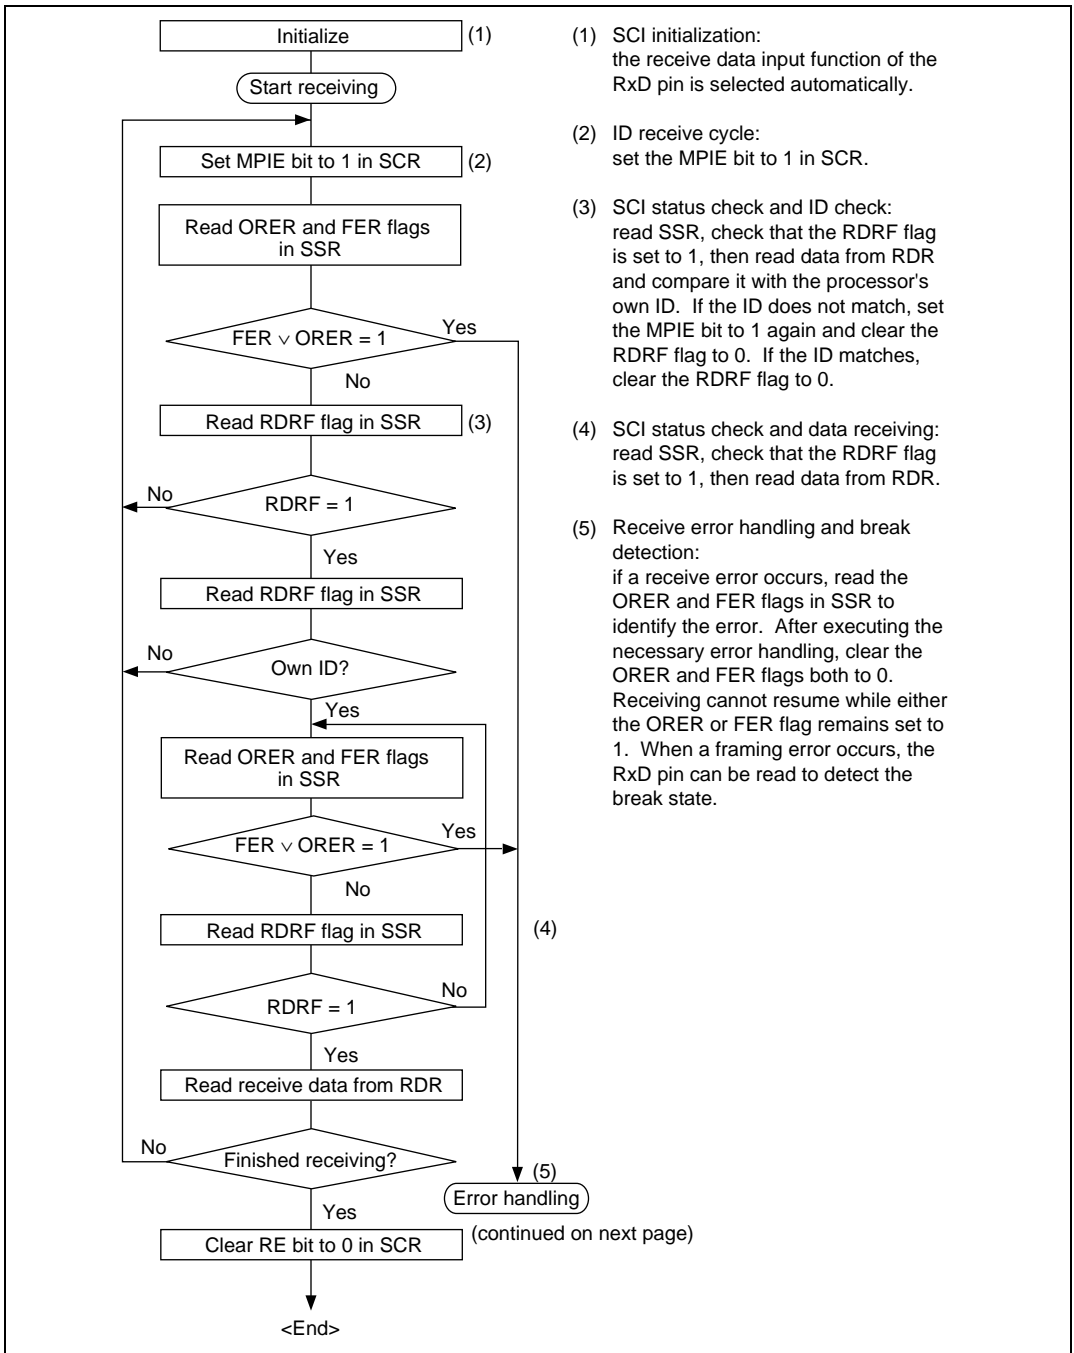 Initialize
(1)
Start receiving
Set MPIE bit to 1 in SCR
(2)
Read ORER and FER flags
in SSR
FER ∨ ORER = 1
Yes
No
Read RDRF flag in SSR
(3)
No
RDRF = 1
Yes
Read RDRF flag in SSR
No
Own ID?
Yes
Read ORER and FER flags
in SSR
Yes
FER ∨ ORER = 1
No
Read RDRF flag in SSR
(4)
No
RDRF = 1
Yes
Read receive data from RDR
No
Finished receiving?
(5)
Error handling
Yes
(continued on next page)
Clear RE bit to 0 in SCR
<End>
(1) SCI initialization:
the receive data input function of the
RxD pin is selected automatically.
(2) ID receive cycle:
set the MPIE bit to 1 in SCR.
(3) SCI status check and ID check:
read SSR, check that the RDRF flag
is set to 1, then read data from RDR
and compare it with the processor's
own ID. If the ID does not match, set
the MPIE bit to 1 again and clear the
RDRF flag to 0. If the ID matches,
clear the RDRF flag to 0.
(4) SCI status check and data receiving:
read SSR, check that the RDRF flag
is set to 1, then read data from RDR.
(5) Receive error handling and break
detection:
if a receive error occurs, read the
ORER and FER flags in SSR to
identify the error. After executing the
necessary error handling, clear the
ORER and FER flags both to 0.
Receiving cannot resume while either
the ORER or FER flag remains set to
1. When a framing error occurs, the
RxD pin can be read to detect the
break state.